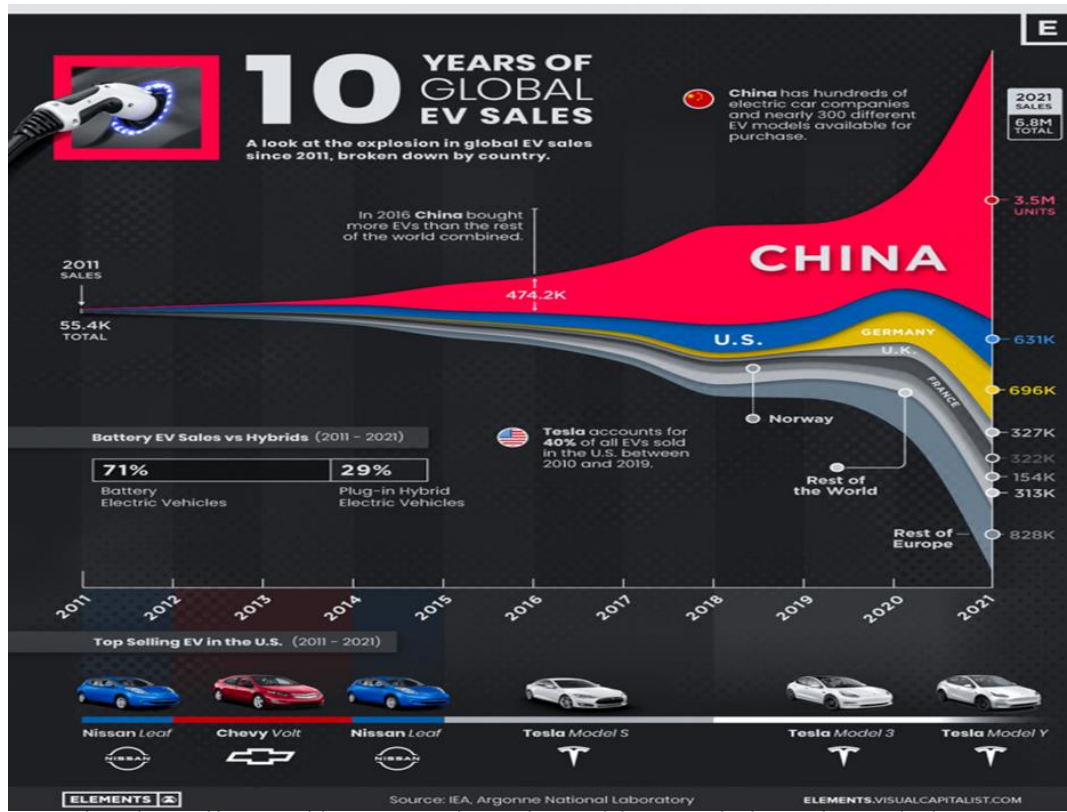 E
10
YEARS OF
GLOBAL
EV SALES
A look at the explosion in global EV sales
since 2011, broken down by country.
China has hundreds of
electric car companies
and nearly 300 different
EV models available for
purchase.
2021
SALES
6.8M
TOTAL
In 2016 China bought
more EVs than the rest
of the world combined.
3.5M
UNITS
CHINA
2011
SALES
474.2K
55.4K
TOTAL
U.S.
GERMANY
U.K.
FRANCE
631K
696K
Norway
327K
322K
154K
313K
828K
Rest of
the World
Rest of
Europe
Battery EV Sales vs Hybrids (2011 - 2021)
71%
29%
Battery
Electric Vehicles
Plug-in Hybrid
Electric Vehicles
Tesla accounts for
40% of all EVs sold
in the U.S. between
2010 and 2019.
2011 2012 2013 2014 2015 2016 2017 2018 2019 2020 2021
Top Selling EV in the U.S. (2011 - 2021)
Nissan Leaf
Chevy Volt
Nissan Leaf
Tesla Model S
Tesla Model 3
Tesla Model Y
NISSAN
NISSAN
ELEMENTS
Source: IEA, Argonne National Laboratory
ELEMENTS.VISUALCAPITALIST.COM